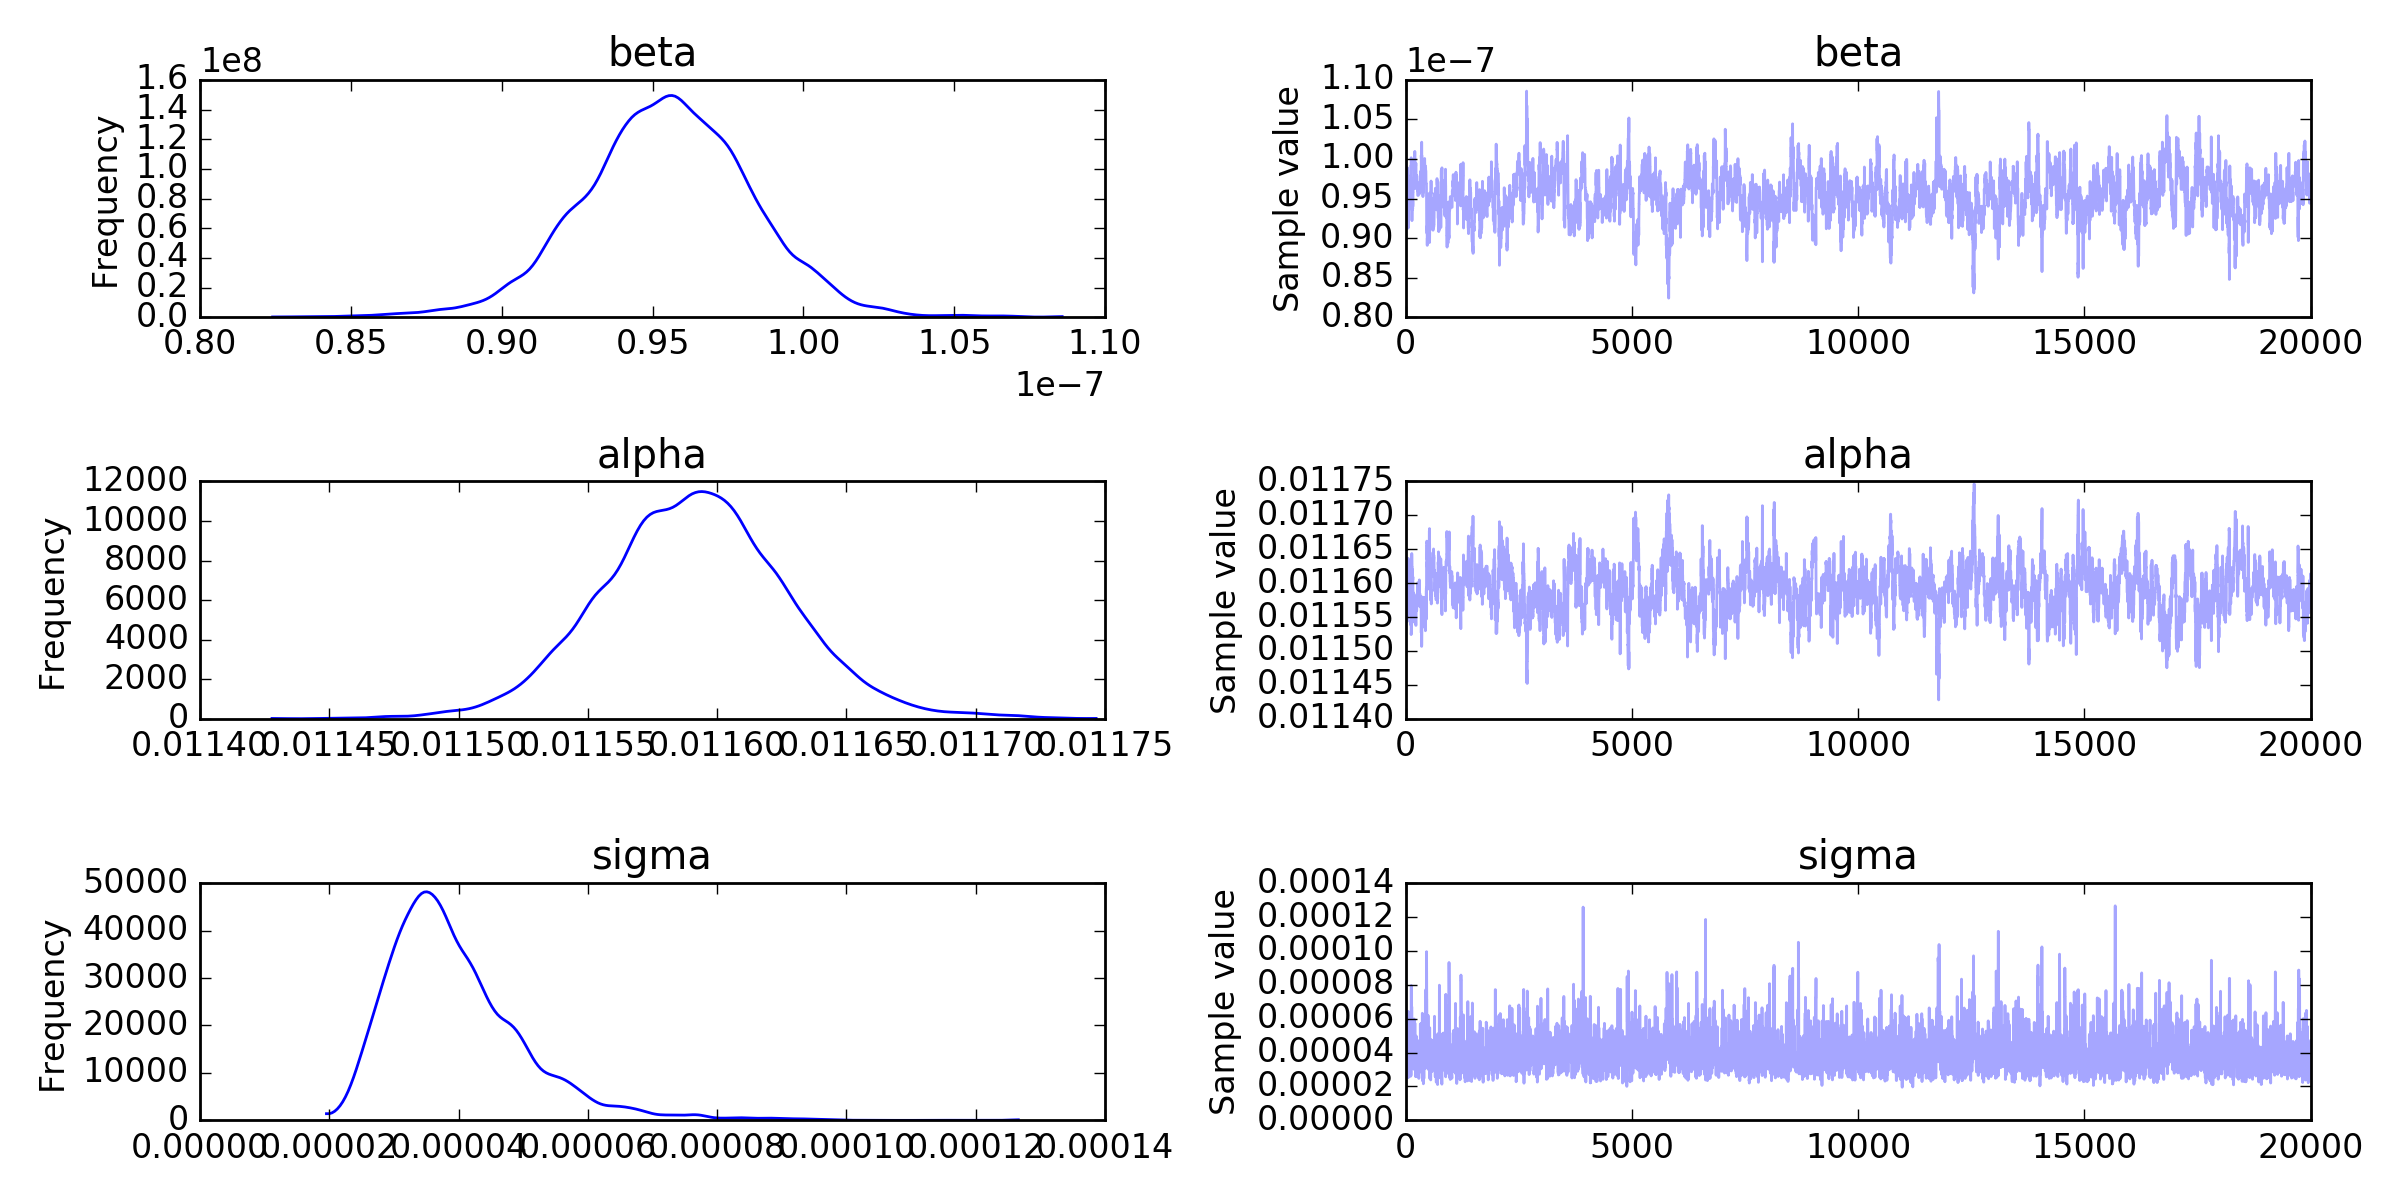 beta
1e8
Frequency
1.6
1.4
1.2
1.0
0.8
0.6
0.4
0.2
0.0
0.80 0.85 0.90 0.95 1.00 1.05 1.10
1e−7
beta
1e−7
Sample value
1.10
1.05
1.00
0.95
0.90
0.85
0.80
0 5000 10000 15000 20000
alpha
Frequency
12000
10000
8000
6000
4000
2000
0
0.01140 0.01145 0.01150 0.01155 0.01160 0.01165 0.01170 0.01175
alpha
Sample value
0.01175
0.01170
0.01165
0.01160
0.01155
0.01150
0.01145
0.01140
0 5000 10000 15000 20000
sigma
Frequency
50000
40000
30000
20000
10000
0
0.00000 0.00002 0.00004 0.00006 0.00008 0.00010 0.00012 0.00014
sigma
Sample value
0.00014
0.00012
0.00010
0.00008
0.00006
0.00004
0.00002
0.00000
0 5000 10000 15000 20000